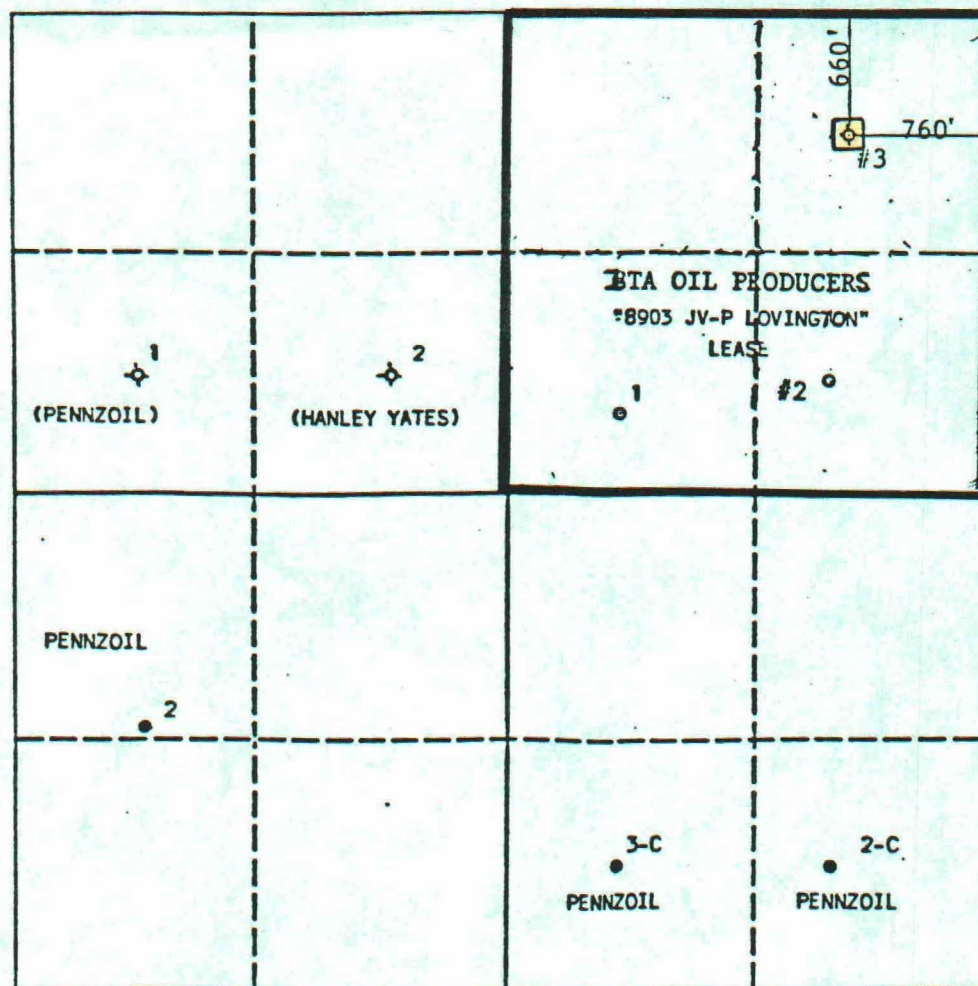 660'
760'
#3
BTA OIL PRODUCERS
"8903 JV-P LOVINGTON"
LEASE
1
2
1
#2
(PENNZOIL)
(HANLEY YATES)
PENNZOIL
2
3-C
2-C
PENNZOIL
PENNZOIL